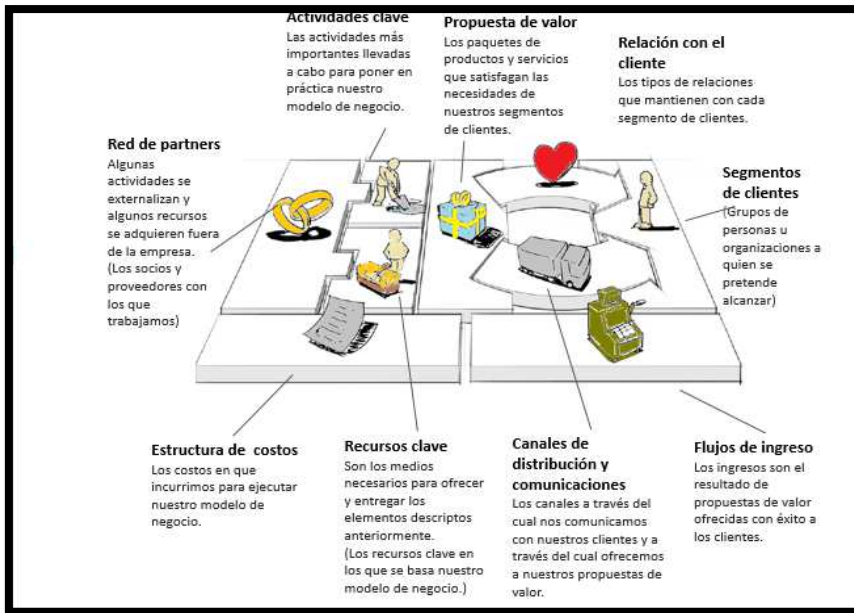 Actividades clave
Las actividades más
importantes llevadas
a cabo para poner en
práctica nuestro
modelo de negocio.
Propuesta de valor
Los paquetes de
productos y servicios
que satisfagan las
necesidades de
nuestros segmentos
de clientes.
Relación con el
cliente
Los tipos de relaciones
que mantienen con cada
segmento de clientes.
Red de partners
Algunas
actividades se
externalizan y
algunos recursos
se adquieren fuera
de la empresa.
(Los socios y
proveedores con
los que
trabajamos)
Segmentos
de clientes
(Grupos de
personas u
organizaciones a
quien se
pretende
alcanzar)
Estructura de costos
Los costos en que
incurrimos para ejecutar
nuestro modelo de
negocio.
Recursos clave
Son los medios
necesarios para ofrecer
y entregar los
elementos descriptos
anteriormente.
(Los recursos clave en
los que se basa nuestro
modelo de negocio.)
Canales de
distribución y
comunicaciones
Los canales a través del
cual nos comunicamos
con nuestros clientes y a
través del cual ofrecemos
a nuestros propuestas de
valor.
Flujos de ingreso
Los ingresos son el
resultado de
propuestas de valor
ofrecidas con éxito a
los clientes.